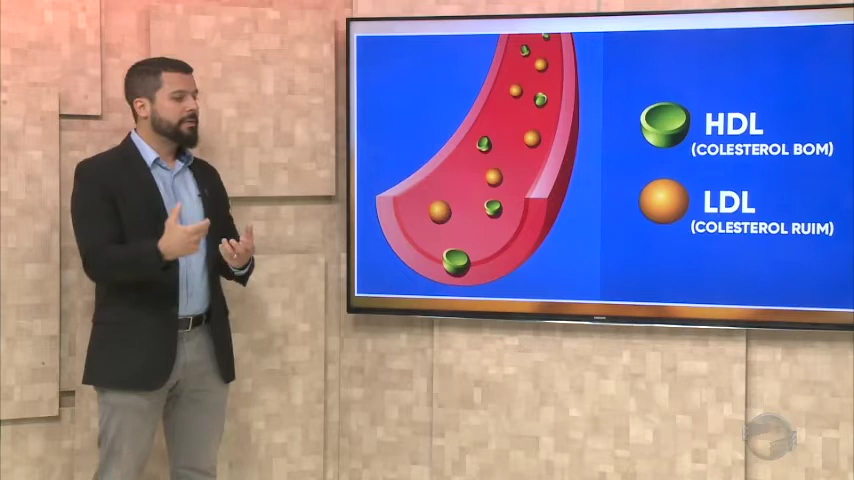 HDL
(COLESTEROL BOM)
LDL
(COLESTEROL RUIM)